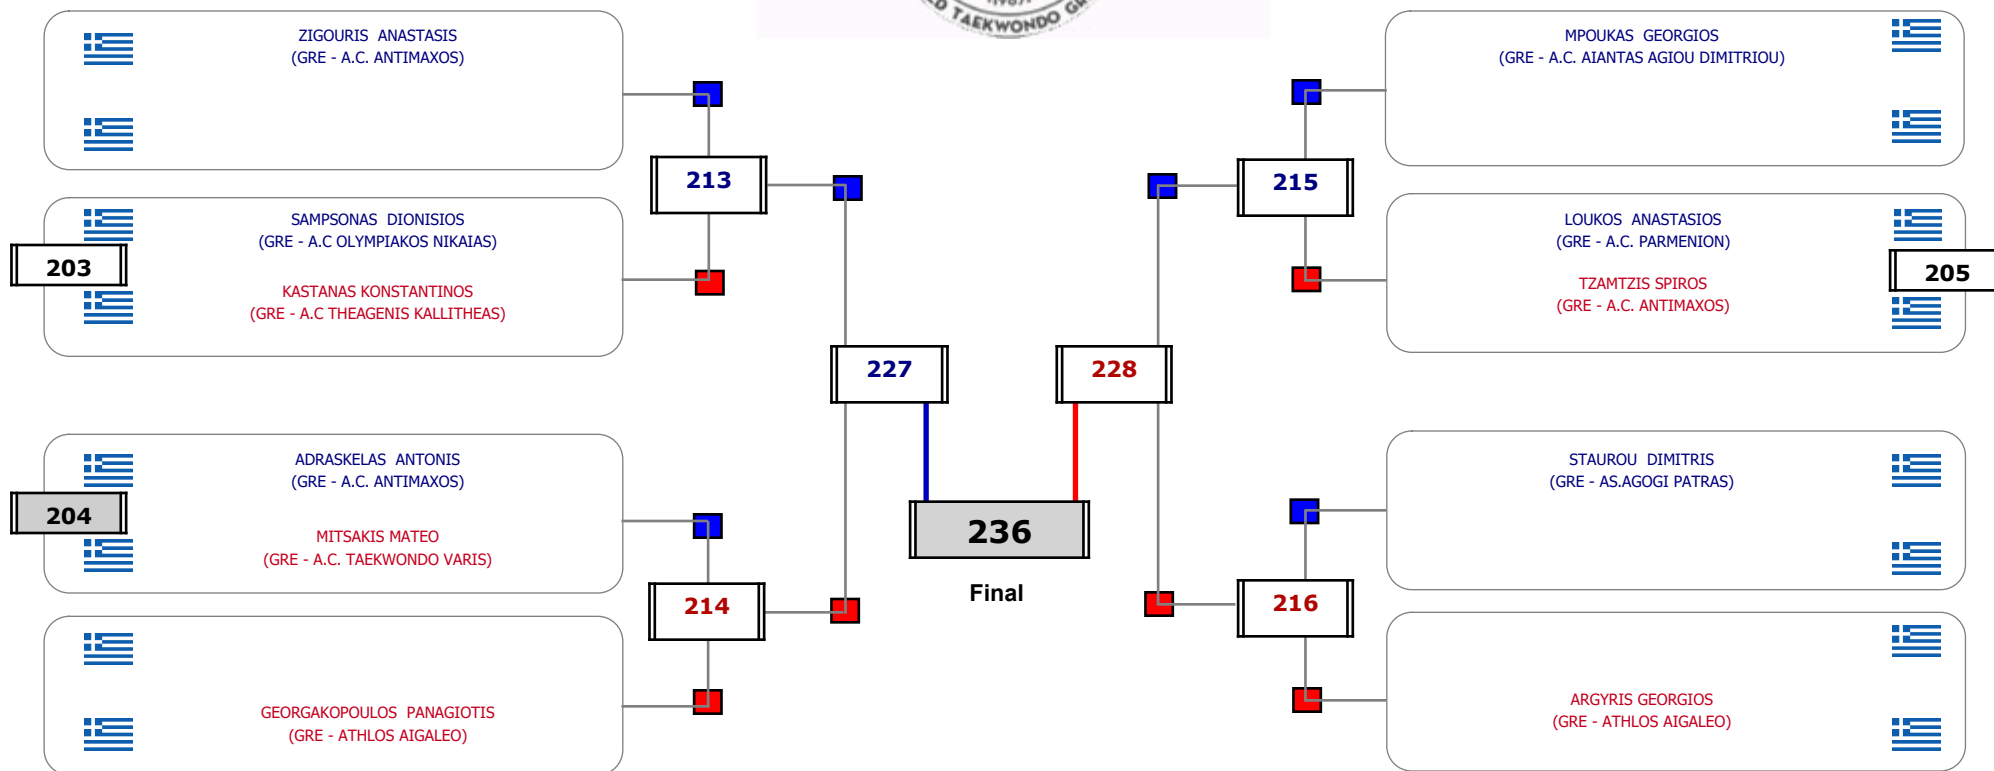 TAEKWONDO
ZIGOURIS ANASTASIS
(GRE - A.C. ANTIMAXOS)
213
SAMPSONAS DIONISIOS
(GRE - A.C OLYMPIAKOS NIKAIAS)
203
KASTANAS KONSTANTINOS
(GRE - A.C THEAGENIS KALLITHEAS)
227
ADRASKELAS ANTONIS
(GRE - A.C. ANTIMAXOS)
204
MITSAKIS MATEO
(GRE - A.C. TAEKWONDO VARIS)
214
GEORGAKOPOULOS PANAGIOTIS
(GRE - ATHLOS AIGALEO)
236
Final
MPOUKAS GEORGIOS
(GRE - A.C. AIANTAS AGIOU DIMITRIOU)
215
LOUKOS ANASTASIOS
(GRE - A.C. PARMENION)
205
TZAMTZIS SPIROS
(GRE - A.C. ANTIMAXOS)
228
STAUROU DIMITRIS
(GRE - AS.AGOGI PATRAS)
216
ARGYRIS GEORGIOS
(GRE - ATHLOS AIGALEO)